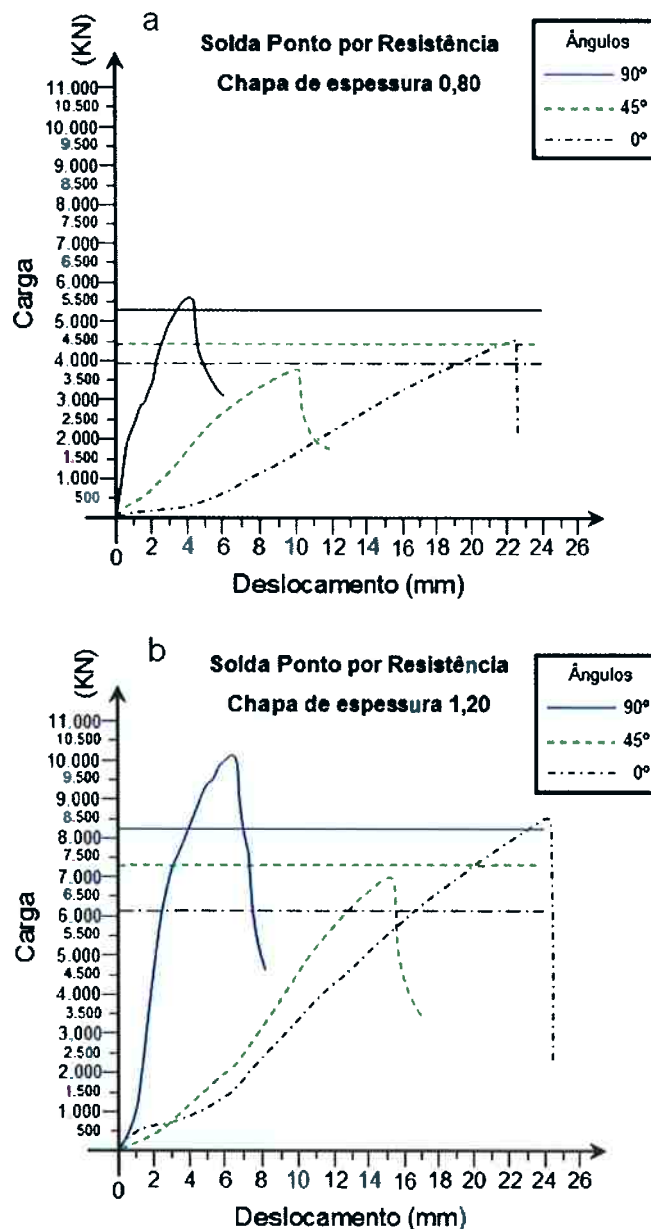 a
(KN)
Solda Ponto por Resistência
Chapa de espessura 0,80
Ângulos
90º
45º
0º
11.000
10.500
10.000
9.500
9.000
8.500
8.000
7.500
7.000
6.500
6.000
5.500
5.000
4.500
4.000
3.500
3.000
2.500
2.000
1.500
1.000
500
Carga
0 2 4 6 8 10 12 14 16 18 20 22 24 26
Deslocamento (mm)
b
(KN)
Solda Ponto por Resistência
Chapa de espessura 1,20
Ângulos
90º
45º
0º
11.000
10.500
10.000
9.500
9.000
8.500
8.000
7.500
7.000
6.500
6.000
5.500
5.000
4.500
4.000
3.500
3.000
2.500
2.000
1.500
1.000
500
Carga
0 2 4 6 8 10 12 14 16 18 20 22 24 26
Deslocamento (mm)